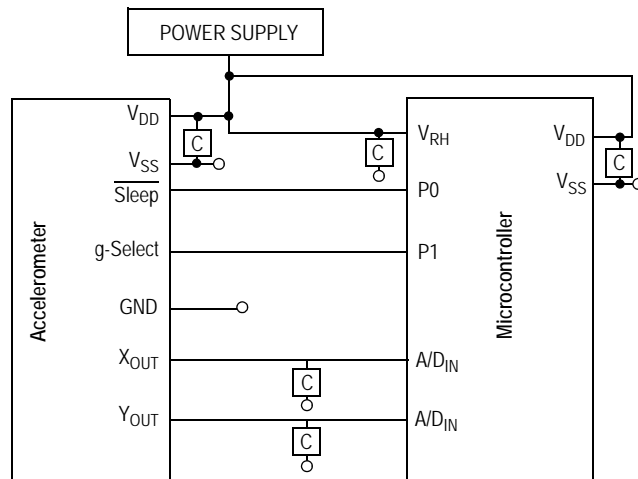 POWER SUPPLY
Accelerometer
V_DD
C
V_SS
Sleep
g-Select
GND
X_OUT
Y_OUT
C
C
C
V_RH
P0
P1
A/D_IN
A/D_IN
Microcontroller
V_DD
V_SS
C